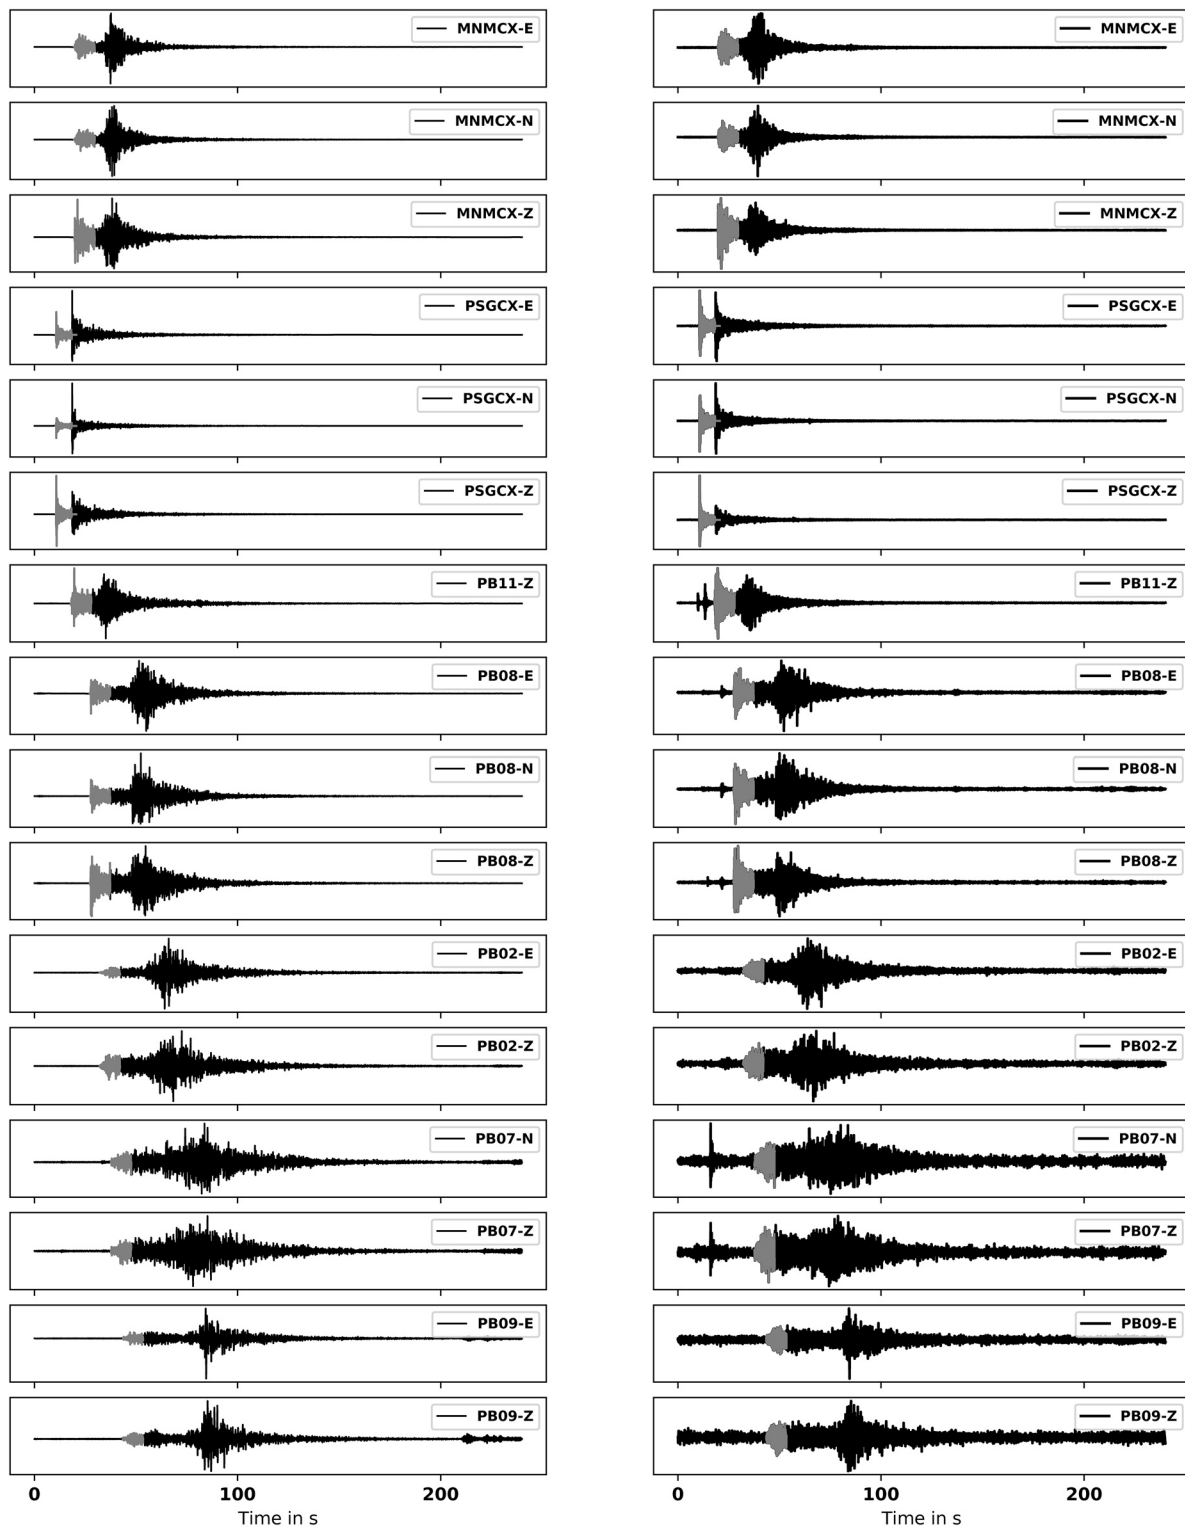 MNMCX-E MNMCX-E
MNMCX-N MNMCX-N
MNMCX-Z MNMCX-Z
PSGCX-E PSGCX-E
PSGCX-N PSGCX-N
PSGCX-Z PSGCX-Z
PB11-Z PB11-Z
PB08-E PB08-E
PB08-N PB08-N
PB08-Z PB08-Z
PB02-E PB02-E
PB02-Z PB02-Z
PB07-N PB07-N
PB07-Z PB07-Z
PB09-E PB09-E
PB09-Z PB09-Z
0 100 200 0 100 200
Time in s Time in s